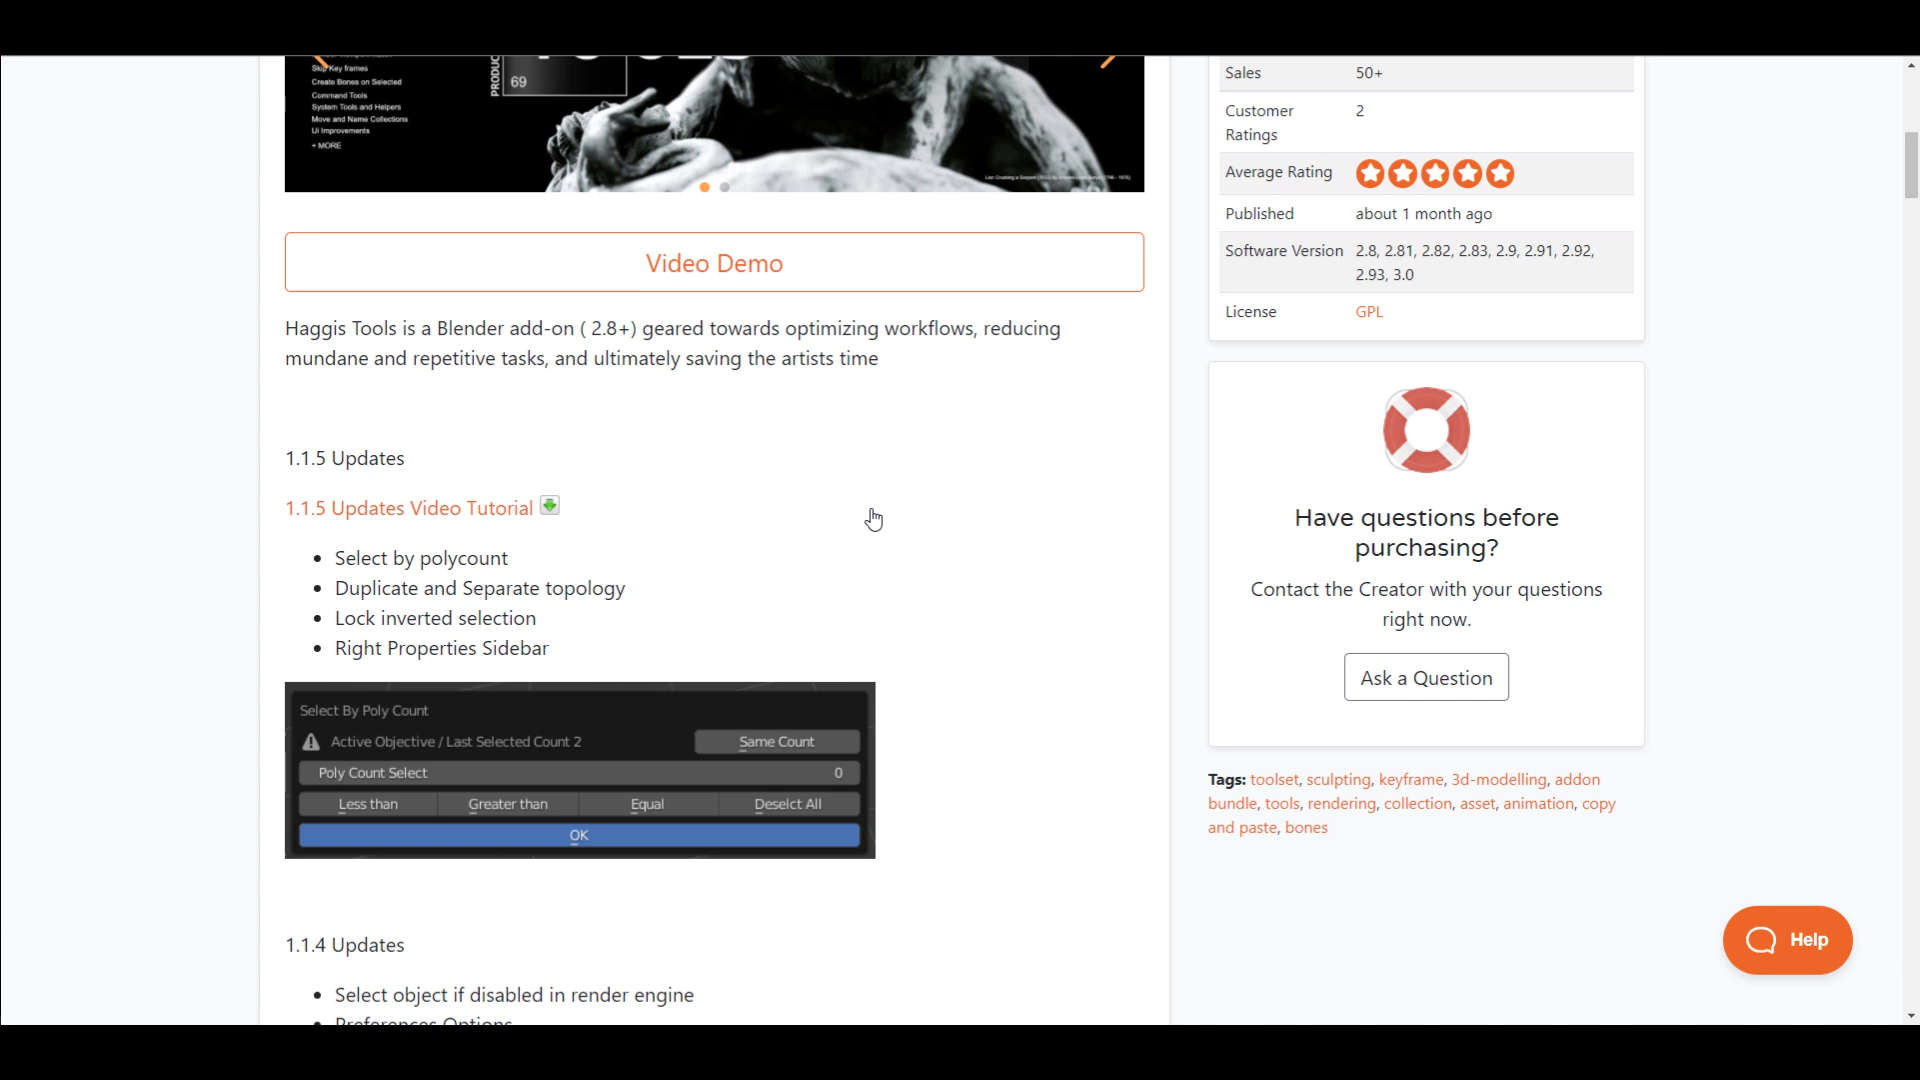 Skip Key frames
Create Bones on Selected
Command Tools
System Tools and Helpers
Move and Name Collections
Ui Improvements
+ MORE
PRODUC
69
Video Demo
Haggis Tools is a Blender add-on ( 2.8+) geared towards optimizing workflows, reducing
mundane and repetitive tasks, and ultimately saving the artists time
1.1.5 Updates
1.1.5 Updates Video Tutorial
• Select by polycount
• Duplicate and Separate topology
• Lock inverted selection
• Right Properties Sidebar
Select By Poly Count
Active Objective / Last Selected Count 2
Same Count
Poly Count Select 0
Less than Greater than Equal Deselct All
OK
1.1.4 Updates
• Select object if disabled in render engine
• Preferences Options
Sales 50+
Customer 2
Ratings
Average Rating
Published about 1 month ago
Software Version 2.8, 2.81, 2.82, 2.83, 2.9, 2.91, 2.92,
2.93, 3.0
License GPL
Have questions before
purchasing?
Contact the Creator with your questions
right now.
Ask a Question
Tags: toolset, sculpting, keyframe, 3d-modelling, addon
bundle, tools, rendering, collection, asset, animation, copy
and paste, bones
Help